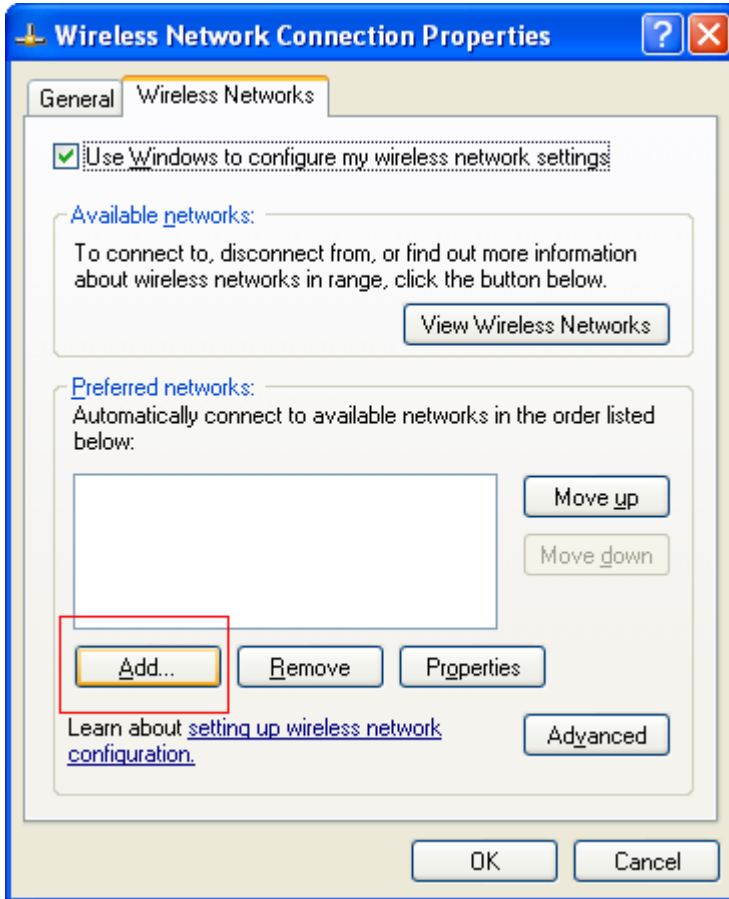 Wireless Network Connection Properties
General
Wireless Networks
Use Windows to configure my wireless network settings
Available networks:
To connect to, disconnect from, or find out more information
about wireless networks in range, click the button below.
View Wireless Networks
Preferred networks:
Automatically connect to available networks in the order listed
below:
Move up
Move down
Add...
Remove
Properties
Learn about setting up wireless network
configuration.
Advanced
OK
Cancel